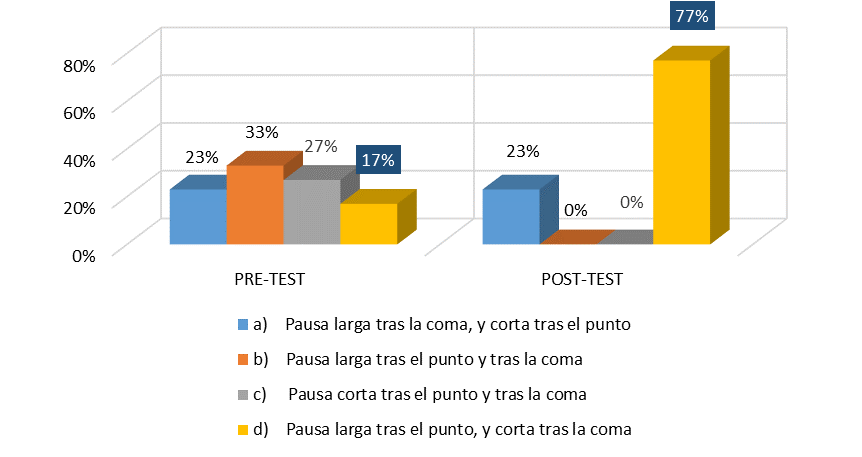 77%
80%
60%
33%
40%
27%
23%
17%
23%
20%
0%
0%
0%
PRE-TEST
POST-TEST
a) Pausa larga tras la coma, y corta tras el punto
b) Pausa larga tras el punto y tras la coma
c) Pausa corta tras el punto y tras la coma
d) Pausa larga tras el punto, y corta tras la coma